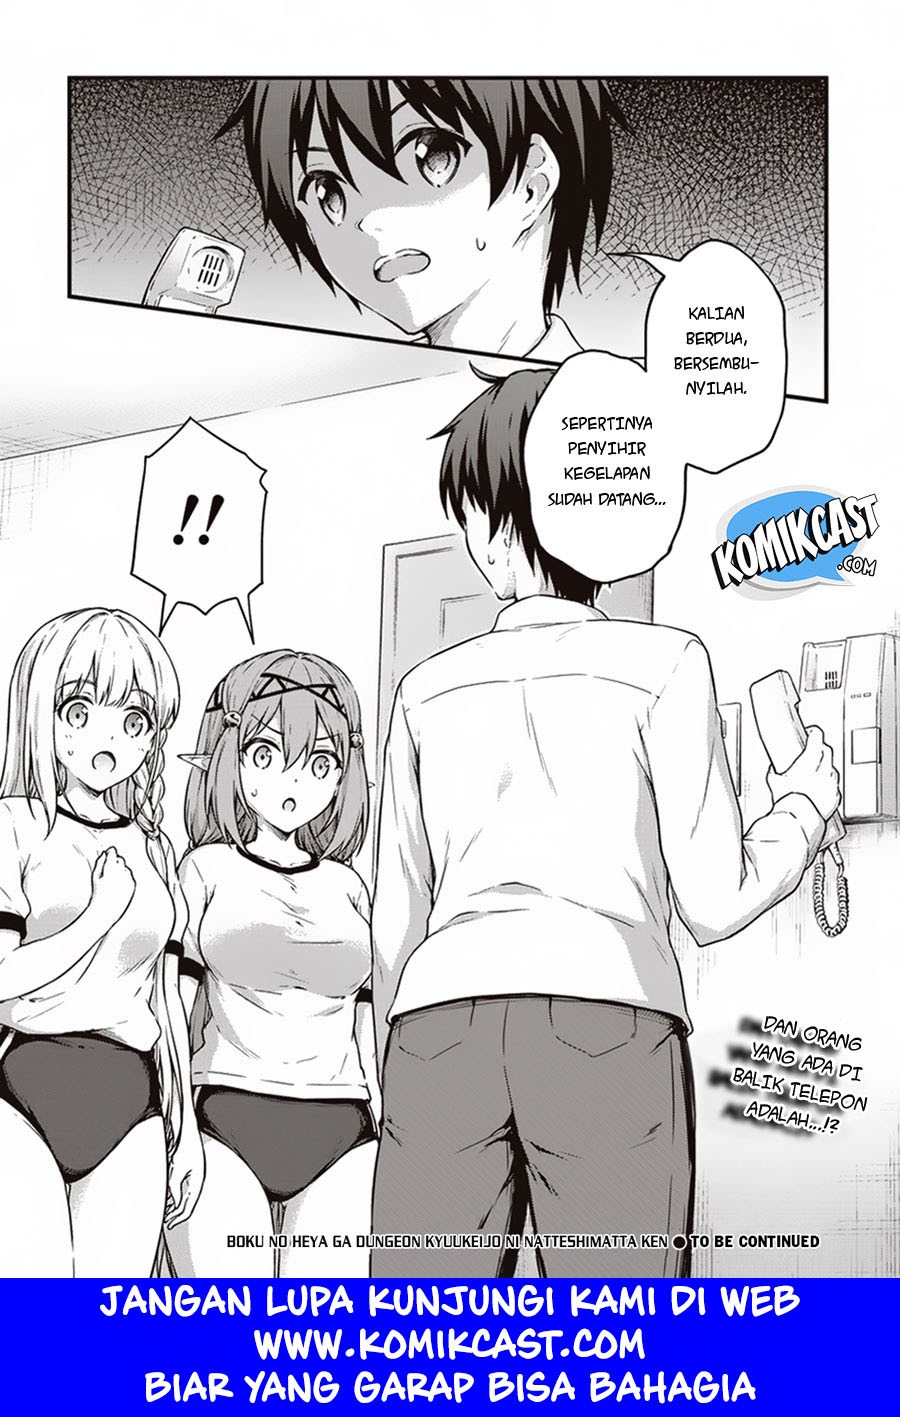 KALIAN
BERDUA,
BERSEMBU-
NYILAH.
SEPERTINYA
PENYIHIR
KEGELAPAN
SUDAH DATANG...
!!
KOMIKCAST
.COM
DAN ORANG
YANG ADA DI
BALIK TELEPON
ADALAH...!?
BOKU NO HEYA GA DUNGEON KYUUKEIJO NI NATTESHIMATTA KEN ● TO BE CONTINUED
JANGAN LUPA KUNJUNGI KAMI DI WEB
WWW.KOMIKCAST.COM
BIAR YANG GARAP BISA BAHAGIA